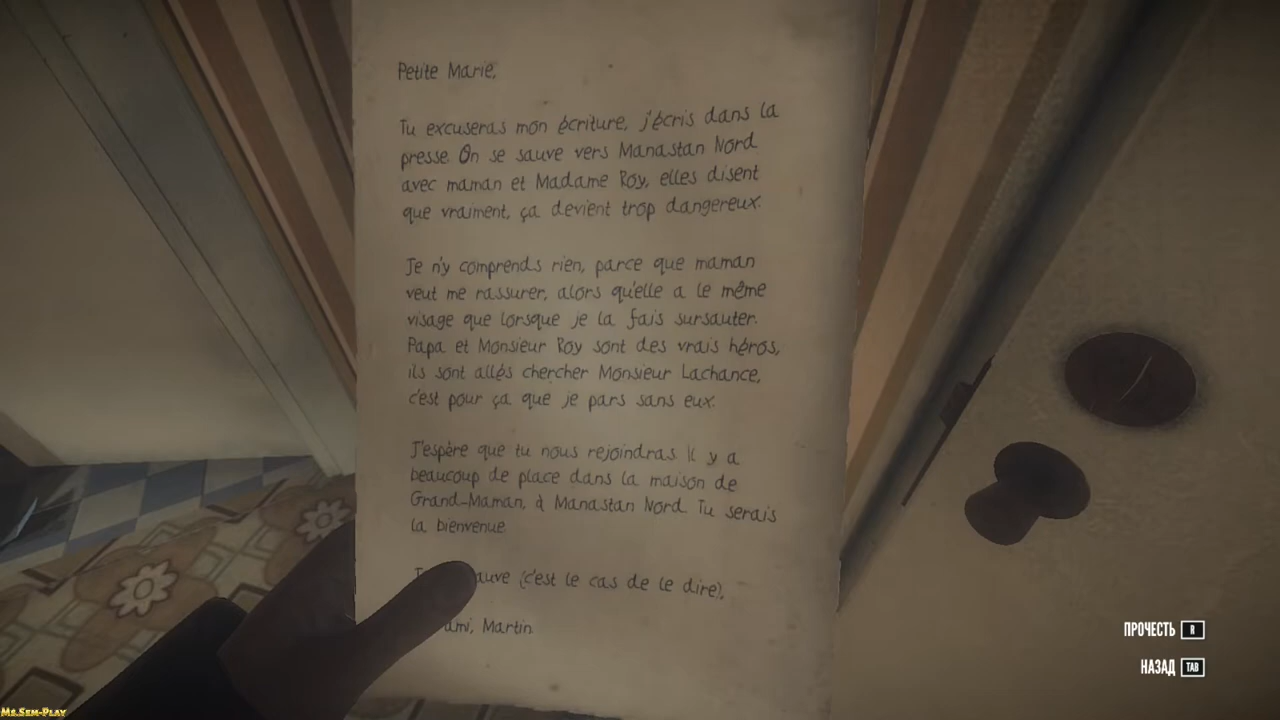 Petite Marie,
Tu excuseras mon écriture, j'écris dans la
presse. On se sauve vers Manastan Nord
avec maman et Madame Roy, elles disent
que vraiment, ça devient trop dangereux.
Je n'y comprends rien, parce que maman
veut me rassurer, alors qu'elle a le même
visage que lorsque je la fais sursauter.
Papa et Monsieur Roy sont des vrais héros,
ils sont allés chercher Monsieur Lachance,
c'est pour ça que je pars sans eux.
J'espère que tu nous rejoindras Il y a
beaucoup de place dans la maison de
Grand-Maman, à Manastan Nord. Tu serais
la bienvenue.
(c'est le cas de le dire),
Martin
ПРОЧЕСТЬ R
НАЗАД TAB
Ms.Sem-Play